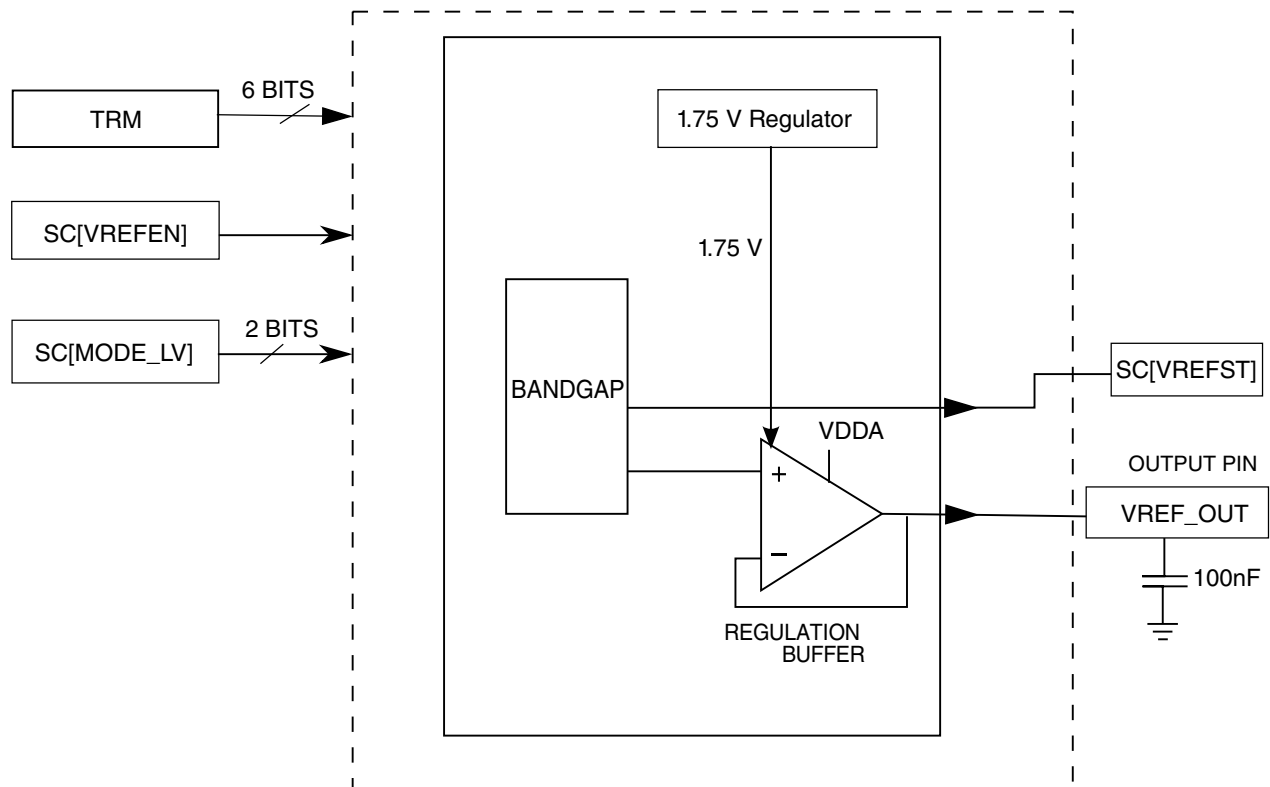 6 BITS
TRM
1.75 V Regulator
SC[VREFEN]
1.75 V
2 BITS
SC[MODE_LV]
BANDGAP
SC[VREFST]
VDDA
+
OUTPUT PIN
VREF_OUT
−
100nF
REGULATION
BUFFER